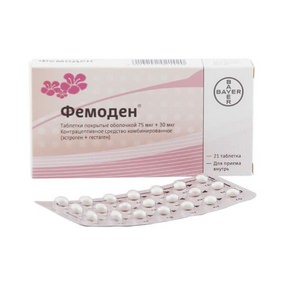 BAYER
BAYER
Фемоден®
Таблетки покрытые оболочкой 75 мкг + 30 мкг
Контрацептивное средство комбинированное
(эстроген + гестаген)
21 таблетка
Для приема
внутрь